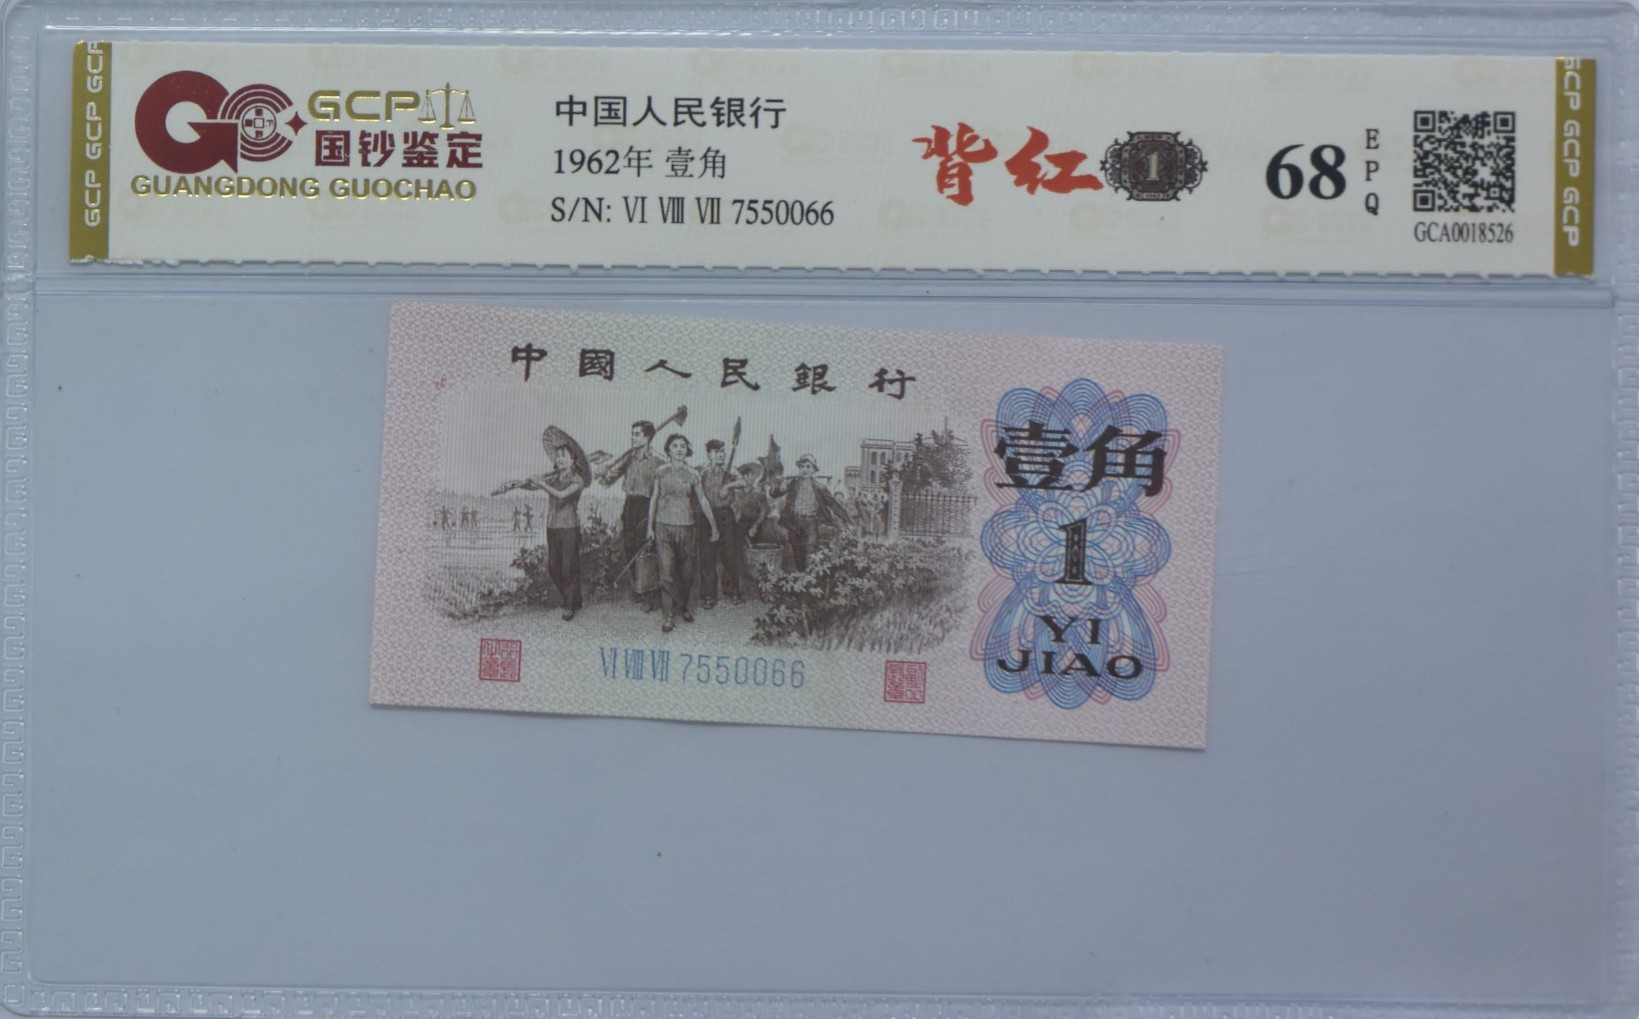 GCP GCP GCP
GCP
国钞鉴定
GUANGDONG GUOCHAO
中国人民银行
1962年 壹角
S/N: Ⅵ Ⅷ Ⅶ 7550066
背红
1
68
EPQ
GCA0018526
GCP GCP GCP
中國人民銀行
壹角
1
YI
JIAO
Ⅵ Ⅷ Ⅶ 7550066